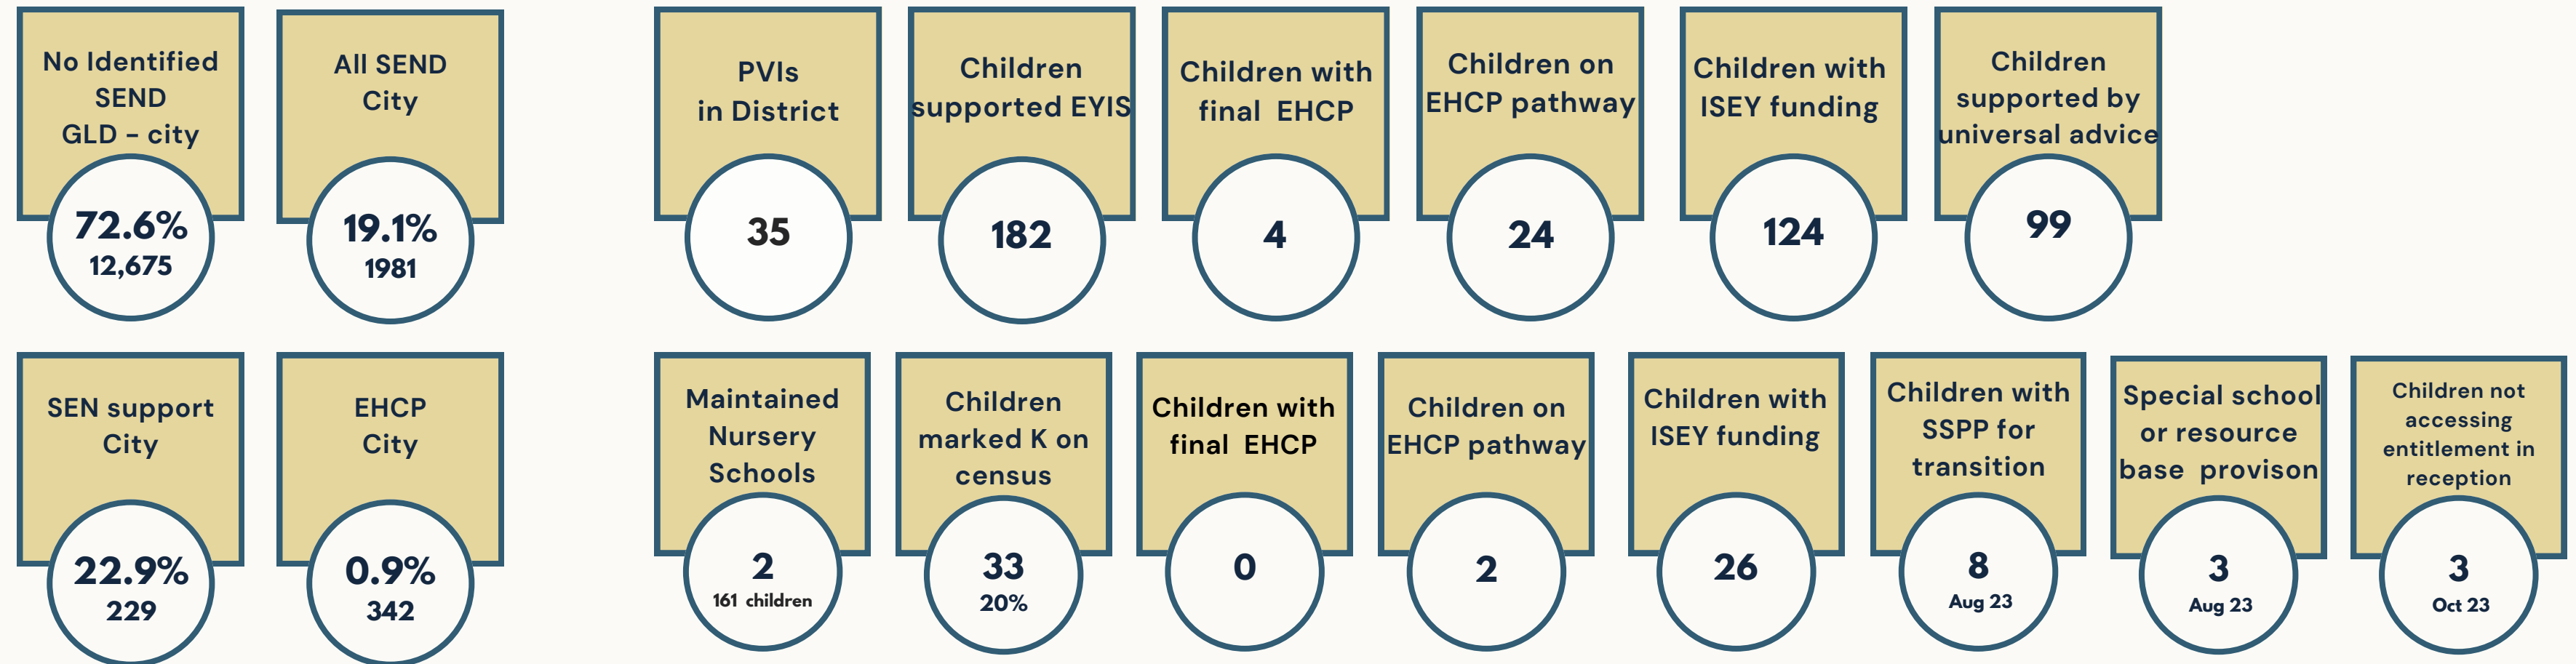 No Identified
SEND
GLD - city
72.6%
12,675
All SEND
City
19.1%
1981
PVIs
in District
35
Children
supported EYIS
182
Children with
final EHCP
4
Children on
EHCP pathway
24
Children with
ISEY funding
124
Children
supported by
universal advice
99
SEN support
City
22.9%
229
EHCP
City
0.9%
342
Maintained
Nursery
Schools
2
161 children
Children
marked K on
census
33
20%
Children with
final EHCP
0
Children on
EHCP pathway
2
Children with
ISEY funding
26
Children with
SSPP for
transition
8
Aug 23
Special school
or resource
base provison
3
Aug 23
Children not
accessing
entitlement in
reception
3
Oct 23